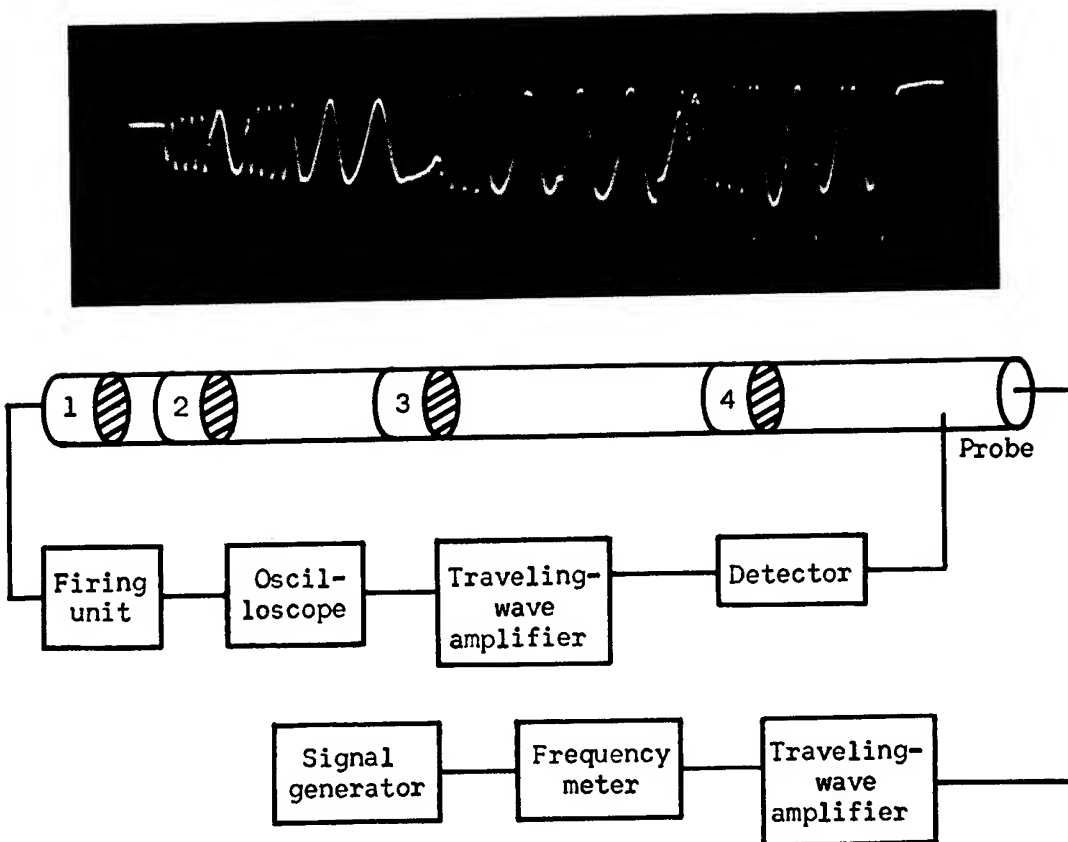 1
2
3
4
Probe
Firing
unit
Oscil-
loscope
Traveling-
wave
amplifier
Detector
Signal
generator
Frequency
meter
Traveling-
wave
amplifier